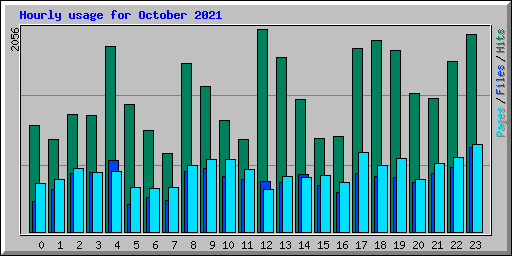 Hourly usage for October 2021
2056
Pages / Files / Hits
0 1 2 3 4 5 6 7 8 9 10 11 12 13 14 15 16 17 18 19 20 21 22 23